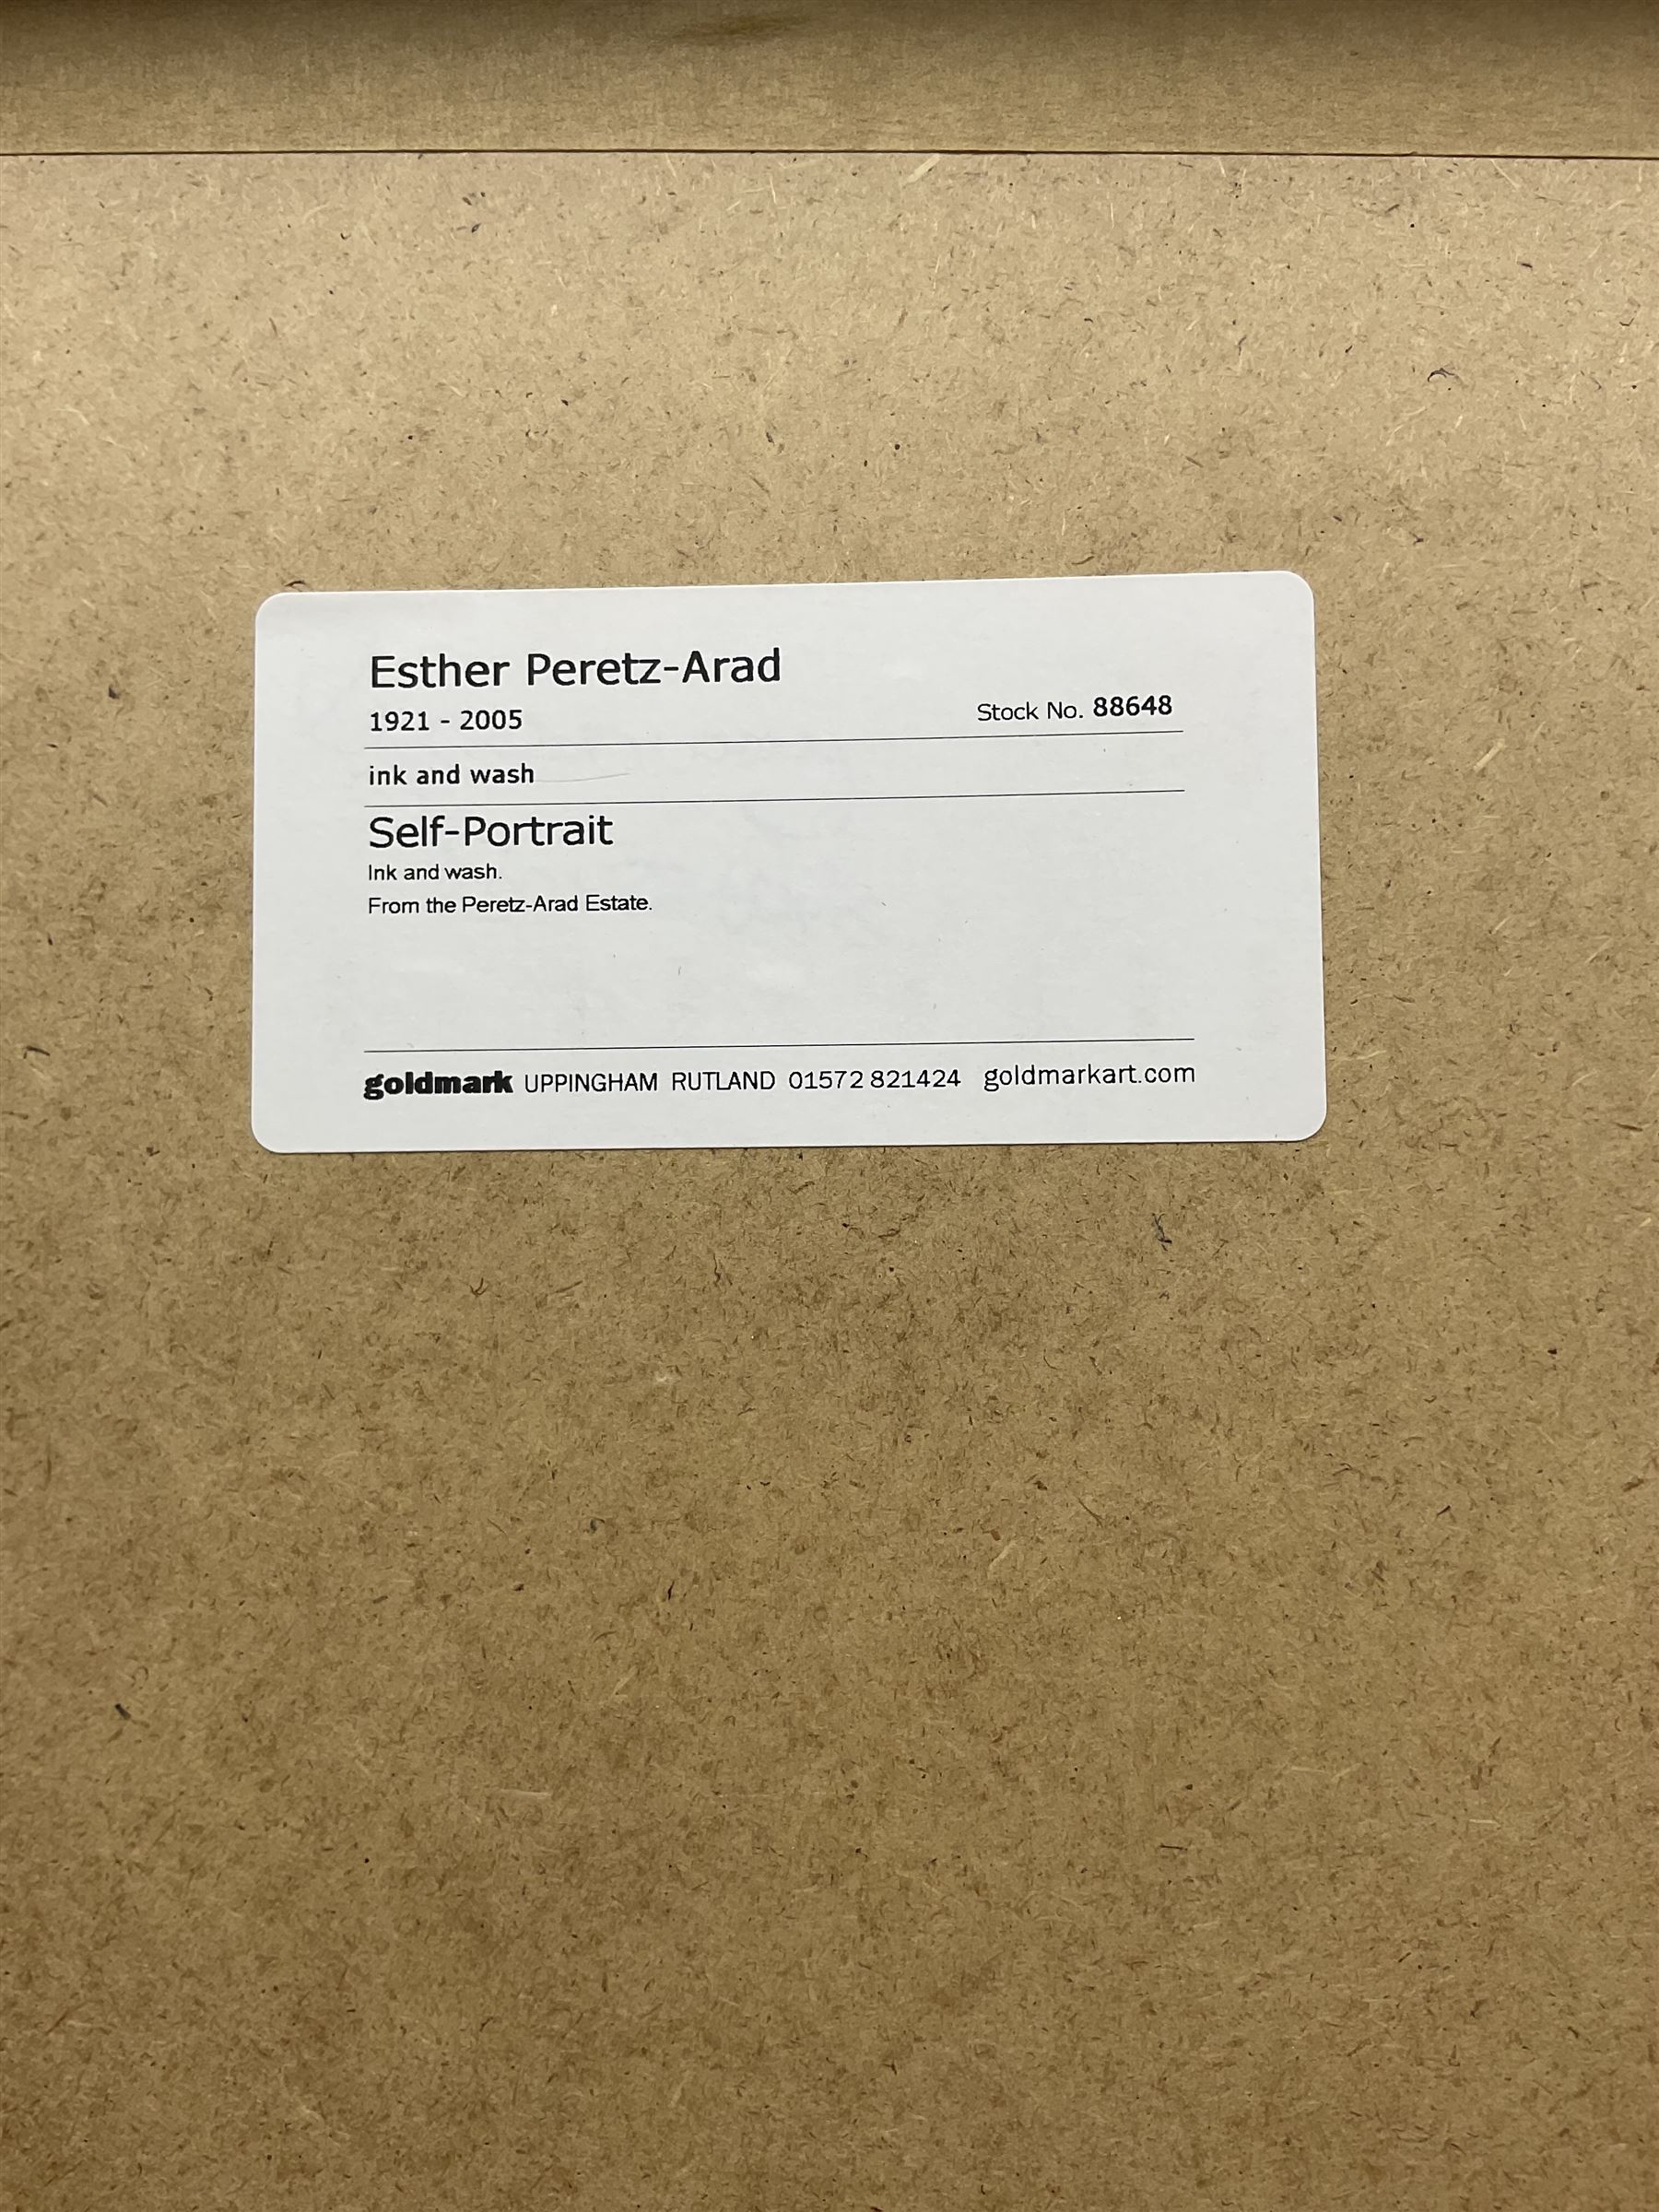 Esther Peretz-Arad
1921 - 2005
Stock No. 88648
ink and wash
Self-Portrait
Ink and wash.
From the Peretz-Arad Estate.
goldmark UPPINGHAM RUTLAND 01572 821424 goldmarkart.com